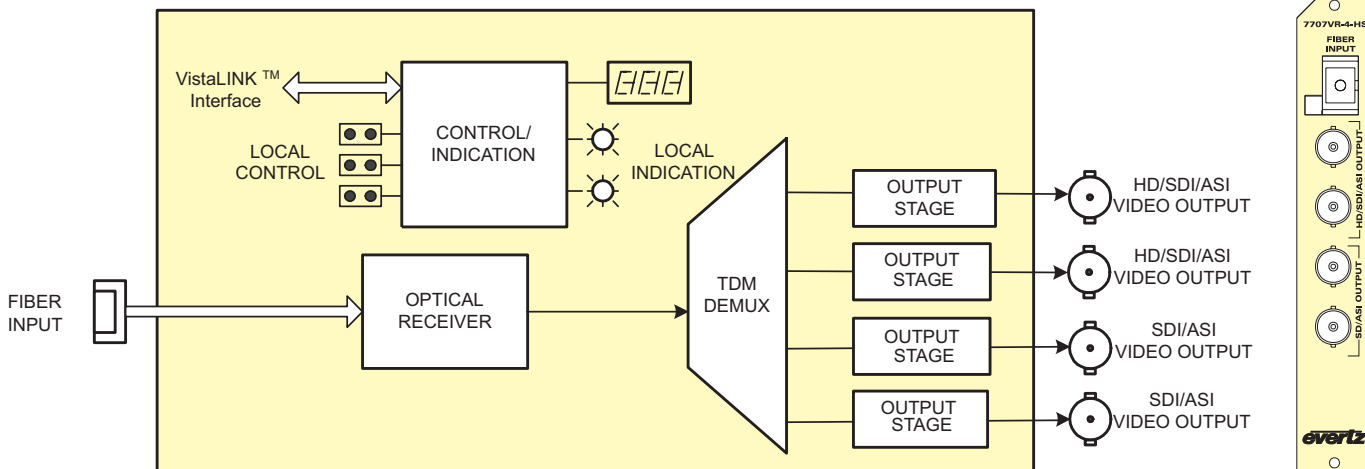 VistaLINK ™
Interface
LOCAL
CONTROL
CONTROL/
INDICATION
LOCAL
INDICATION
FIBER
INPUT
OPTICAL
RECEIVER
TDM
DEMUX
OUTPUT
STAGE
HD/SDI/ASI
VIDEO OUTPUT
OUTPUT
STAGE
HD/SDI/ASI
VIDEO OUTPUT
OUTPUT
STAGE
SDI/ASI
VIDEO OUTPUT
OUTPUT
STAGE
SDI/ASI
VIDEO OUTPUT
7707VR-4-HS
FIBER
INPUT
HD/SDI/ASI OUTPUT
SD/ASI OUTPUT
evertz